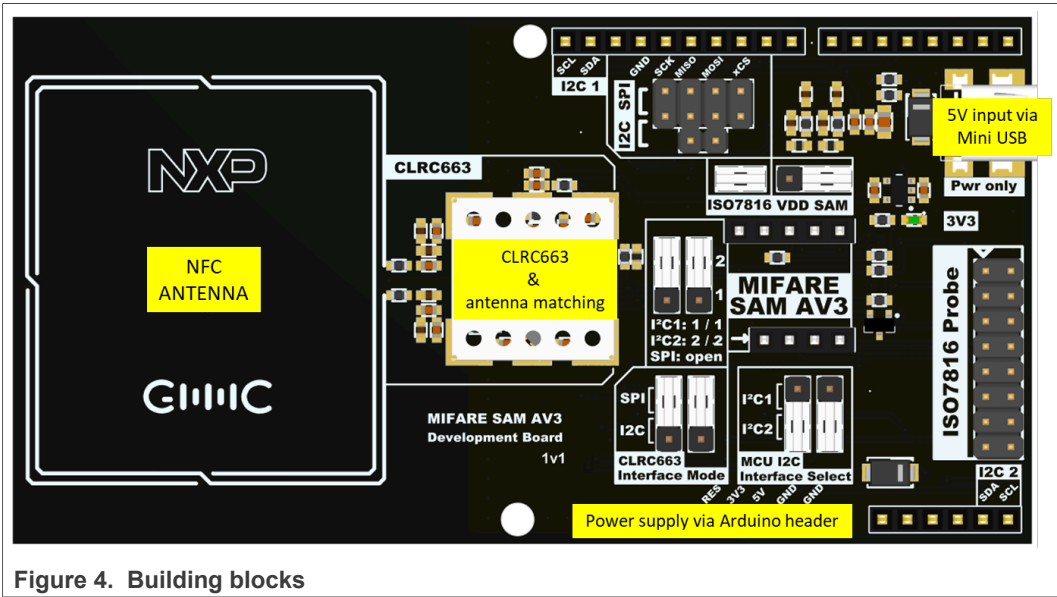 SCL
SDA
I2C 1
GND
SCK
MISO
MOSI
xCS
SPI
I2C
5V input via
Mini USB
Pwr only
3V3
NXP
CLRC663
ISO7816 VDD SAM
NFC
ANTENNA
CLRC663
&
antenna matching
2
1
I²C1: 1 / 1
I²C2: 2 / 2
SPI: open
MIFARE
SAM AV3
ISO7816 Probe
GMMC
MIFARE SAM AV3
Development Board
1v1
SPI
I2C
CLRC663
Interface Mode
I²C1
I²C2
MCU I2C
Interface Select
I2C 2
SDA
SCL
RES
3V3
5V
GND
GND
Power supply via Arduino header
Figure 4. Building blocks